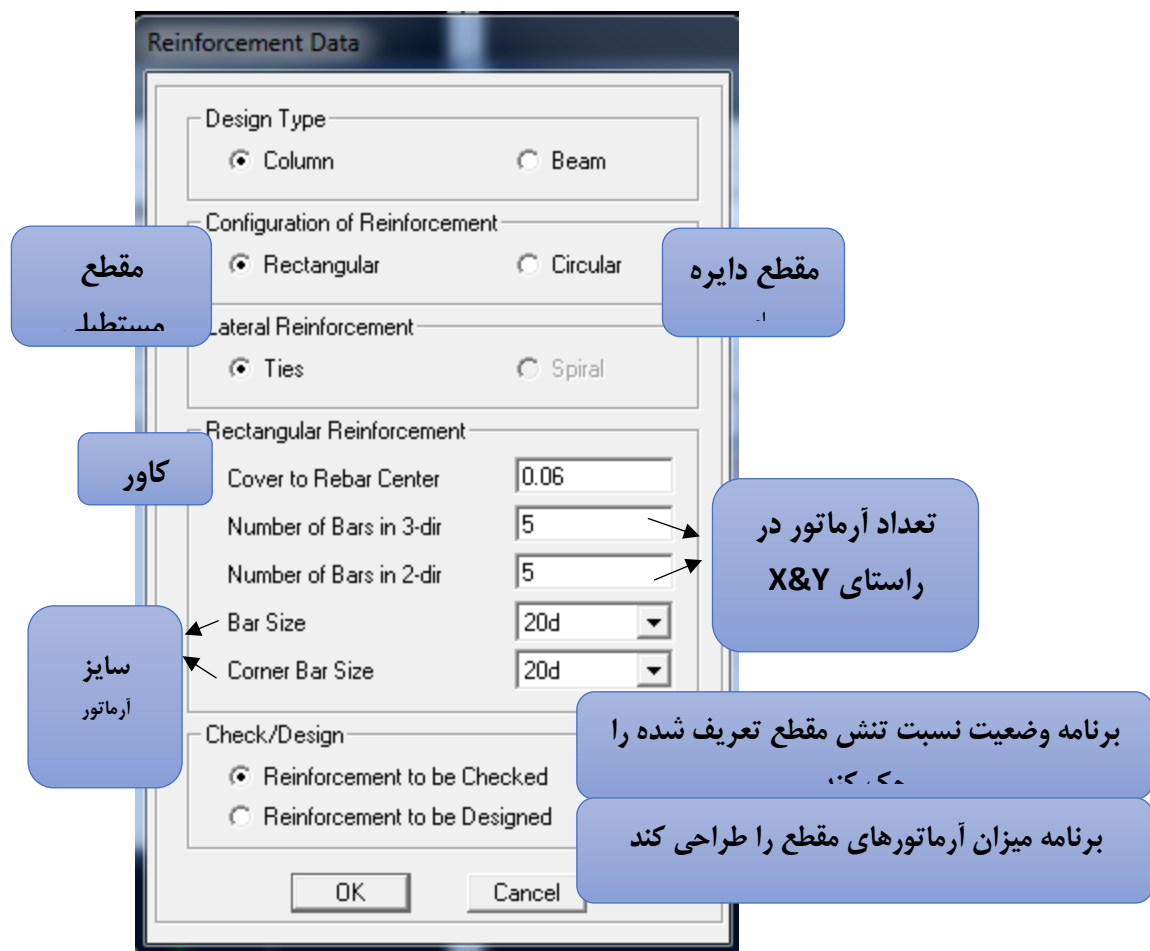 Reinforcement Data
Design Type
Column
Beam
Configuration of Reinforcement
مقطع
Rectangular
Circular
مقطع دایره
Lateral Reinforcement
Ties
Spiral
Rectangular Reinforcement
کاور
Cover to Rebar Center
0.06
Number of Bars in 3-dir
5
تعداد آرماتور در
راستای X&Y
Number of Bars in 2-dir
5
Bar Size
20d
سایز
آرماتور
Corner Bar Size
20d
Check/Design
برنامه وضعیت نسبت تنش مقطع تعریف شده را
Reinforcement to be Checked
Reinforcement to be Designed
برنامه میزان آرماتورهای مقطع را طراحی کند
OK
Cancel